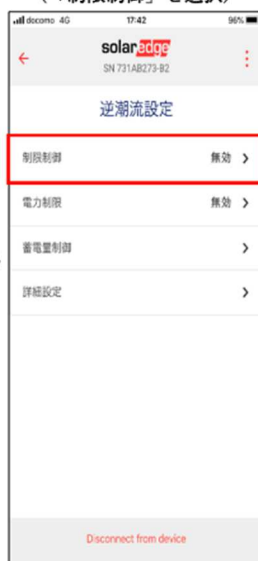 （「制限制御」を選択）
docomo 4G 17:42 96%
solaredge
SN 731AB273-B2
逆潮流設定
制限制御 無効
電力制限 無効
蓄電量制御
詳細設定
Disconnect from device